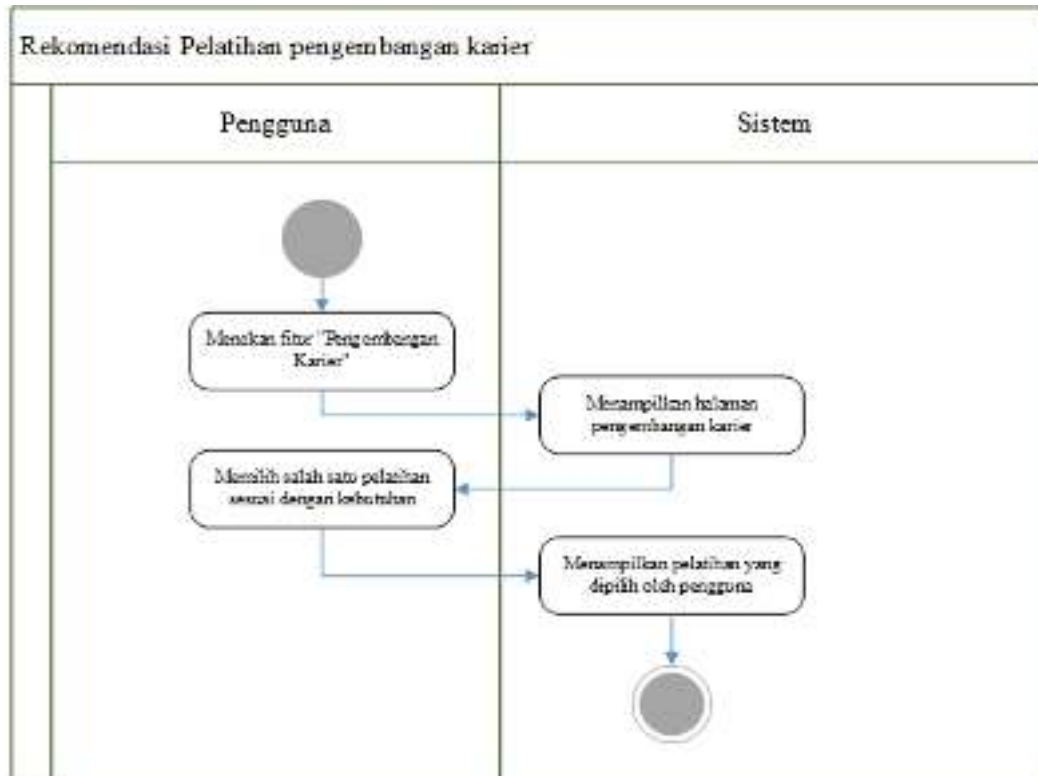 Rekomendasi Pelatihan pengembangan karier
Pengguna
Sistem
Menekan fitur "Pengembangan
Karier"
Menampilkan halaman
pengembangan karier
Memilih salah satu pelatihan
sesuai dengan kebutuhan
Menampilkan pelatihan yang
dipilih oleh pengguna